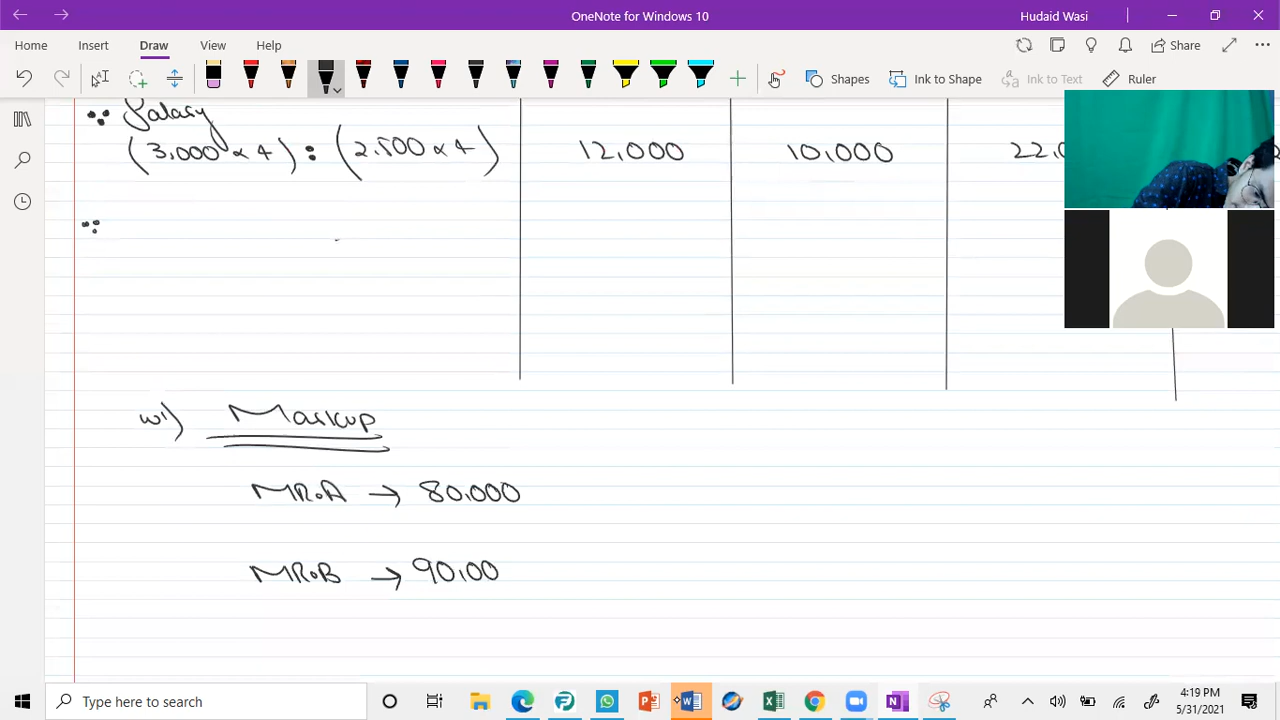 OneNote for Windows 10
Hudaid Wasi
Home Insert Draw View Help
Share
Shapes
Ink to Shape
Ink to Text
Ruler
Salary
(3,000 x 4) : (2,500 x 4) 12,000 10,000
w1) Markup
MR.A → 80,000
MR.B → 90,00
Type here to search
4:19 PM
5/31/2021